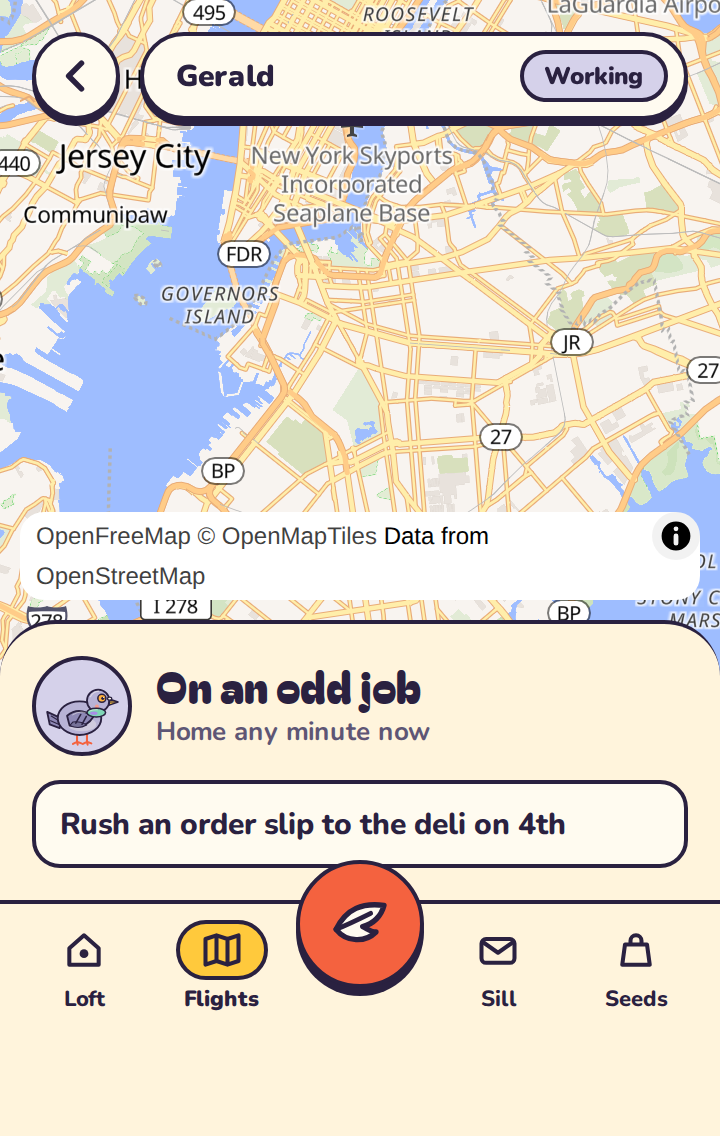 495
ROOSEVELT
Gerald
Working
440
Jersey City
New York Skyports
Incorporated
Seaplane Base
Communipaw
FDR
GOVERNORS
ISLAND
JR
27
27
BP
OpenFreeMap © OpenMapTiles Data from
OpenStreetMap
278
I 278
BP
On an odd job
Home any minute now
Rush an order slip to the deli on 4th
Loft
Flights
Sill
Seeds